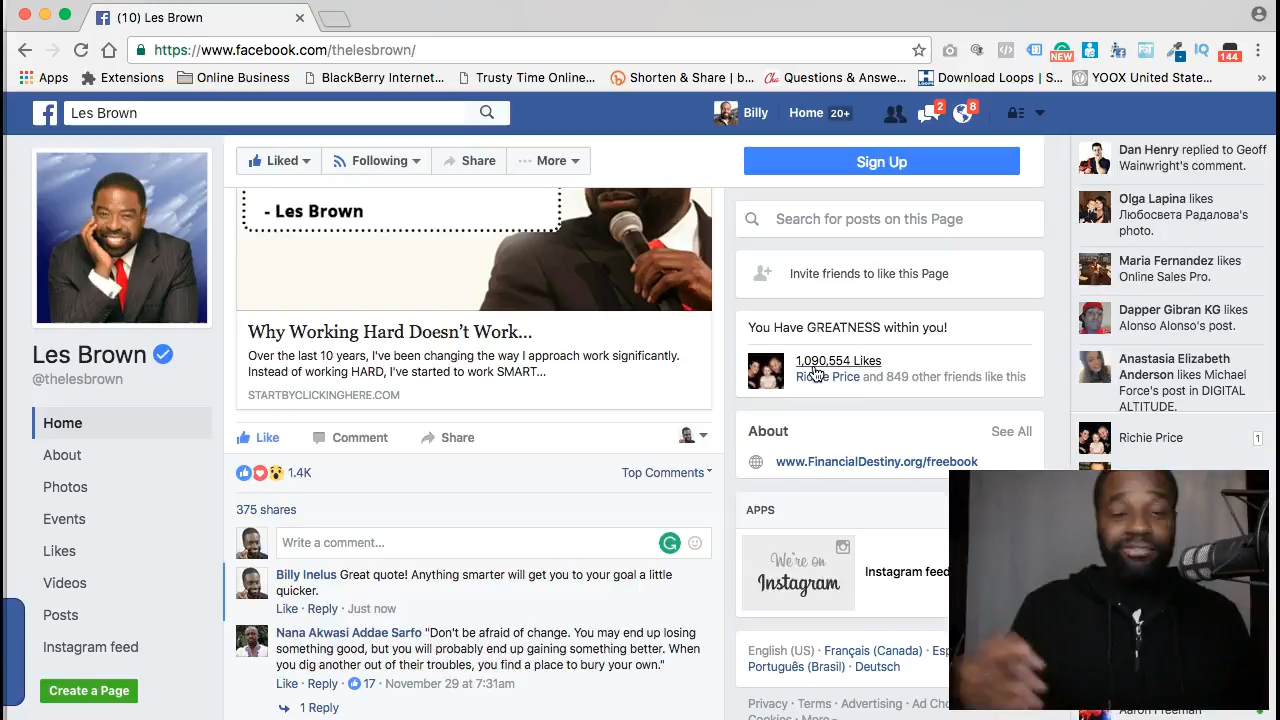 (10) Les Brown
https://www.facebook.com/thelesbrown/
NEW
144
Apps
Extensions
Online Business
BlackBerry Internet...
Trusty Time Online...
Shorten & Share | b...
Questions & Answe...
Download Loops | S...
YOOX United State...
Les Brown
Billy
Home 20+
2
8
Liked
Following
Share
More
Sign Up
- Les Brown
Why Working Hard Doesn't Work...
Over the last 10 years, I've been changing the way I approach work significantly.
Instead of working HARD, I've started to work SMART...
STARTBYCLICKINGHERE.COM
Like
Comment
Share
1.4K
Top Comments
375 shares
Write a comment...
Billy Inelus Great quote! Anything smarter will get you to your goal a little
quicker.
Like · Reply · Just now
Nana Akwasi Addae Sarfo "Don't be afraid of change. You may end up losing
something good, but you will probably end up gaining something better. When
you dig another out of their troubles, you find a place to bury your own."
Like · Reply · 17 · November 29 at 7:31am
1 Reply
Les Brown
@thelesbrown
Home
About
Photos
Events
Likes
Videos
Posts
Instagram feed
Create a Page
Search for posts on this Page
Invite friends to like this Page
You Have GREATNESS within you!
1,090,554 Likes
Richie Price and 849 other friends like this
About
See All
www.FinancialDestiny.org/freebook
APPS
We're on
Instagram
Instagram feed
English (US) · Français (Canada) · Esp
Português (Brasil) · Deutsch
Privacy · Terms · Advertising · Ad Cho
Cookies · More
Dan Henry replied to Geoff
Wainwright's comment.
Olga Lapina likes
Любосвета Радалова's
photo.
Maria Fernandez likes
Online Sales Pro.
Dapper Gibran KG likes
Alonso Alonso's post.
Anastasia Elizabeth
Anderson likes Michael
Force's post in DIGITAL
ALTITUDE.
Richie Price
1
Aaron Freeman